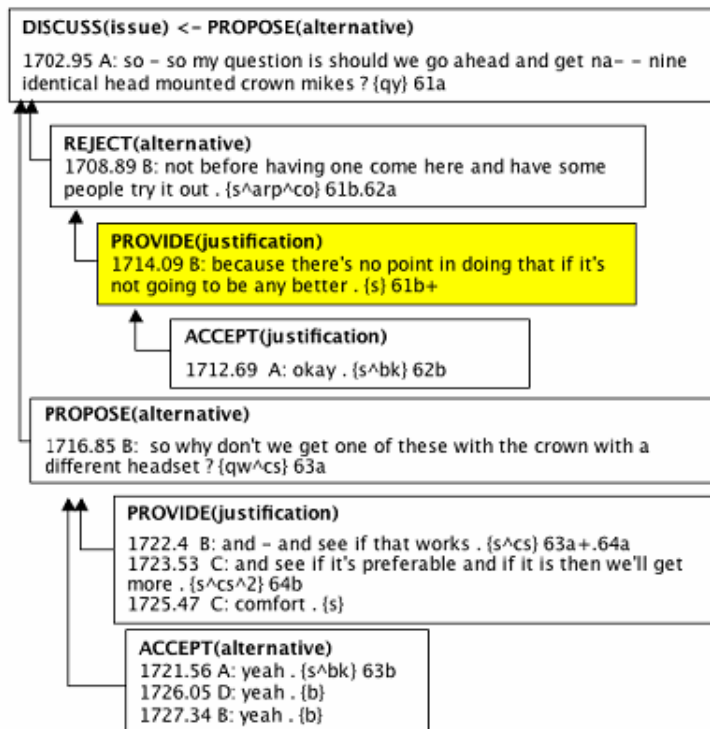 DISCUSS(issue) <- PROPOSE(alternative)
1702.95 A: so – so my question is should we go ahead and get na– – nine
identical head mounted crown mikes ? {qy} 61a
REJECT(alternative)
1708.89 B: not before having one come here and have some
people try it out . {s^arp^co} 61b.62a
PROVIDE(justification)
1714.09 B: because there's no point in doing that if it's
not going to be any better . {s} 61b+
ACCEPT(justification)
1712.69 A: okay . {s^bk} 62b
PROPOSE(alternative)
1716.85 B: so why don't we get one of these with the crown with a
different headset ? {qw^cs} 63a
PROVIDE(justification)
1722.4 B: and – and see if that works . {s^cs} 63a+.64a
1723.53 C: and see if it's preferable and if it is then we'll get
more . {s^cs^2} 64b
1725.47 C: comfort . {s}
ACCEPT(alternative)
1721.56 A: yeah . {s^bk} 63b
1726.05 D: yeah . {b}
1727.34 B: yeah . {b}